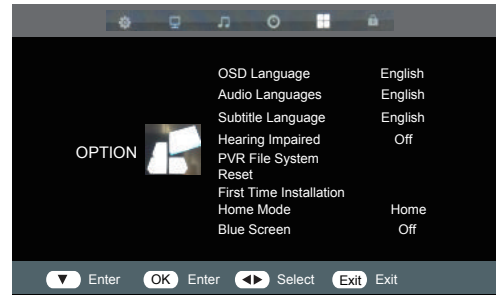 OSD Language English
Audio Languages English
Subtitle Language English
Hearing Impaired Off
OPTION
PVR File System
Reset
First Time Installation
Home Mode Home
Blue Screen Off
▼ Enter OK Enter ◀▶ Select Exit Exit